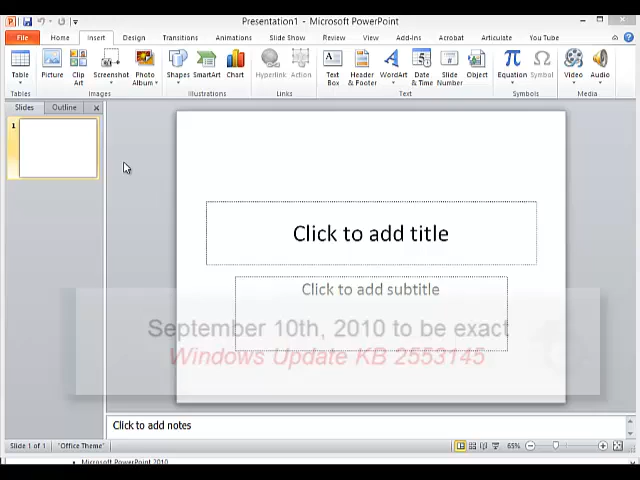 Presentation1 - Microsoft PowerPoint
File Home Insert Design Transitions Animations Slide Show Review View Add-Ins Acrobat Articulate You Tube
Table Picture Clip Art Screenshot Photo Album Shapes SmartArt Chart Hyperlink Action Text Box Header & Footer WordArt Date & Time Slide Number Object Equation Symbol Video Audio
Tables Images Illustrations Links Text Symbols Media
Slides Outline
1
Click to add title
Click to add subtitle
September 10th, 2010 to be exact
Windows Update KB 2553145
Click to add notes
Slide 1 of 1 "Office Theme" 65%
Microsoft PowerPoint 2010